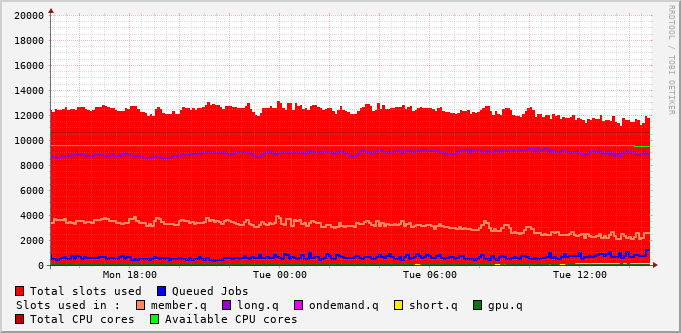 RRDTOOL / TOBI OETIKER
20000
18000
16000
14000
12000
10000
8000
6000
4000
2000
0
Mon 18:00 Tue 00:00 Tue 06:00 Tue 12:00
Total slots used Queued Jobs
Slots used in : member.q long.q ondemand.q short.q gpu.q
Total CPU cores Available CPU cores